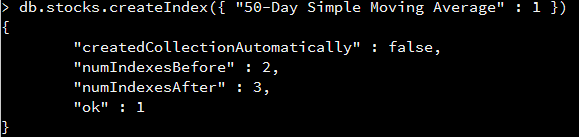 > db.stocks.createIndex({ "50-Day Simple Moving Average" : 1 })
{
        "createdCollectionAutomatically" : false,
        "numIndexesBefore" : 2,
        "numIndexesAfter" : 3,
        "ok" : 1
}